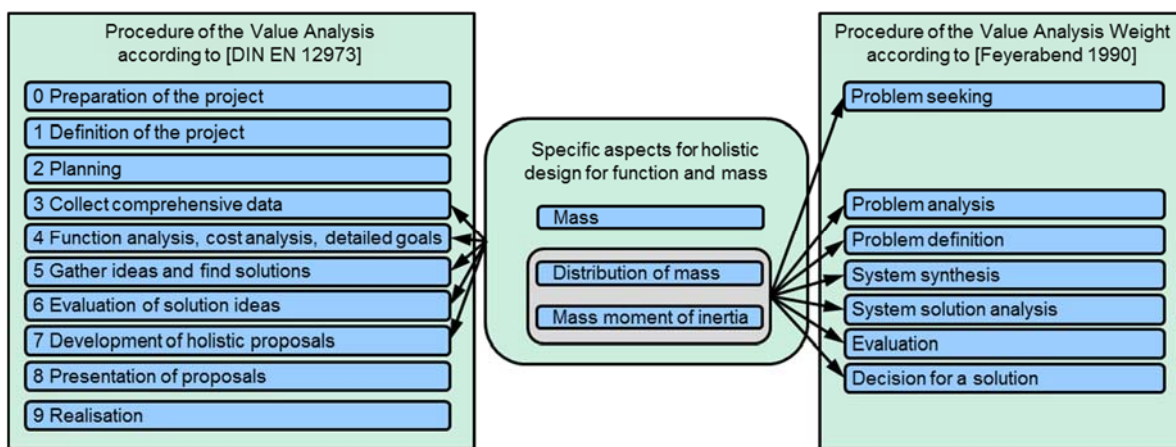 Procedure of the Value Analysis
according to [DIN EN 12973]
0 Preparation of the project
1 Definition of the project
2 Planning
3 Collect comprehensive data
4 Function analysis, cost analysis, detailed goals
5 Gather ideas and find solutions
6 Evaluation of solution ideas
7 Development of holistic proposals
8 Presentation of proposals
9 Realisation
Specific aspects for holistic
design for function and mass
Mass
Distribution of mass
Mass moment of inertia
Procedure of the Value Analysis Weight
according to [Feyerabend 1990]
Problem seeking
Problem analysis
Problem definition
System synthesis
System solution analysis
Evaluation
Decision for a solution